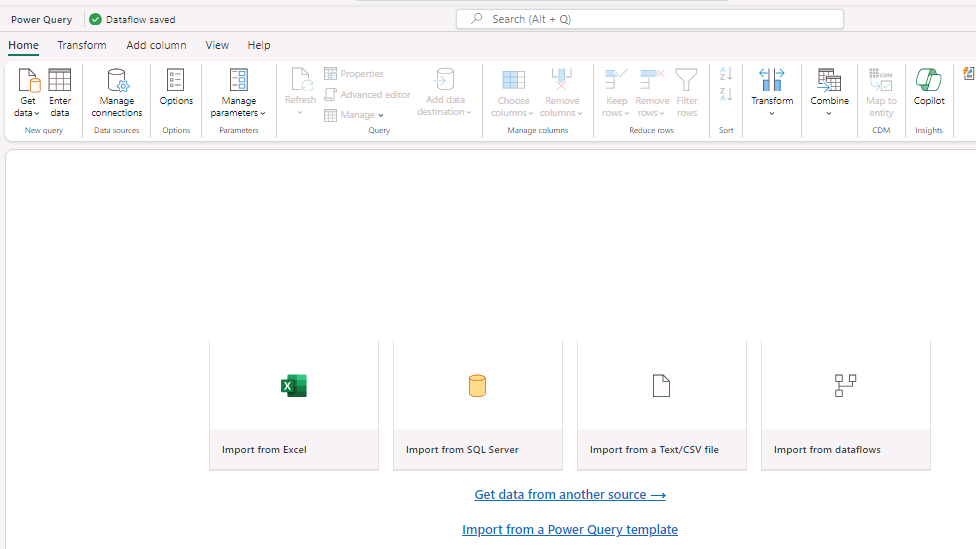 Power Query
Dataflow saved
Search (Alt + Q)
Home Transform Add column View Help
Get data
Enter data
New query
Manage connections
Data sources
Options
Options
Manage parameters
Parameters
Refresh
Properties
Advanced editor
Manage
Add data destination
Query
Choose columns
Remove columns
Manage columns
Keep rows
Remove rows
Filter rows
Reduce rows
A
Z
Z
A
Sort
Transform
Combine
CDM
Map to entity
CDM
Copilot
Insights
X
Import from Excel
Import from SQL Server
Import from a Text/CSV file
Import from dataflows
Get data from another source →
Import from a Power Query template